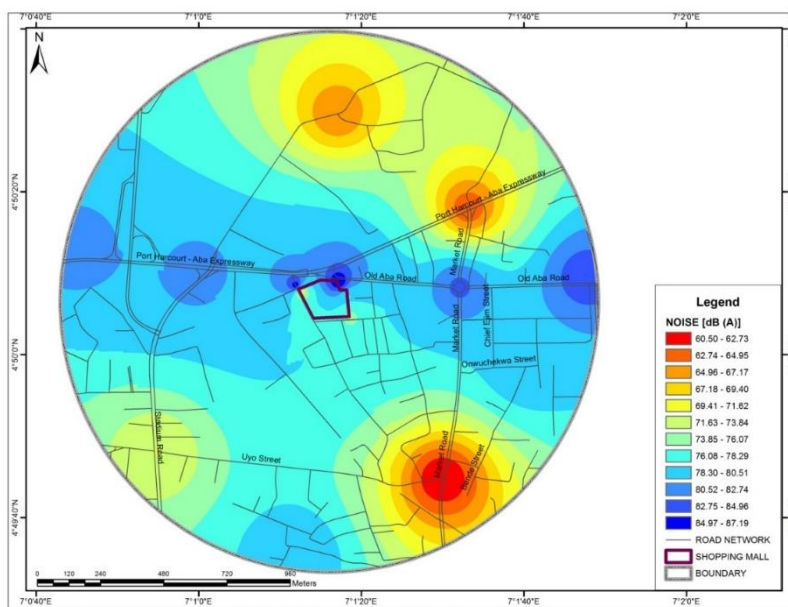 7°0'40"E
7°1'0"E
7°1'20"E
7°1'40"E
7°2'0"E
N
4°50'20"N
4°50'0"N
4°49'40"N
Port Harcourt - Aba Expressway
Port Harcourt - Aba Expressway
Market Road
Old Aba Road
Old Aba Road
Market Road
Chief Ejim Street
Onwuchekwa Street
Stadium Road
Uyo Street
Market Road
Bende Street
Legend
NOISE [dB (A)]
60.50 - 62.73
62.74 - 64.95
64.96 - 67.17
67.18 - 69.40
69.41 - 71.62
71.63 - 73.84
73.85 - 76.07
76.08 - 78.29
78.30 - 80.51
80.52 - 82.74
82.75 - 84.96
84.97 - 87.19
ROAD NETWORK
SHOPPING MALL
BOUNDARY
0 60 120 240 480 720 960
Meters
7°0'40"E
7°1'0"E
7°1'20"E
7°1'40"E
7°2'0"E